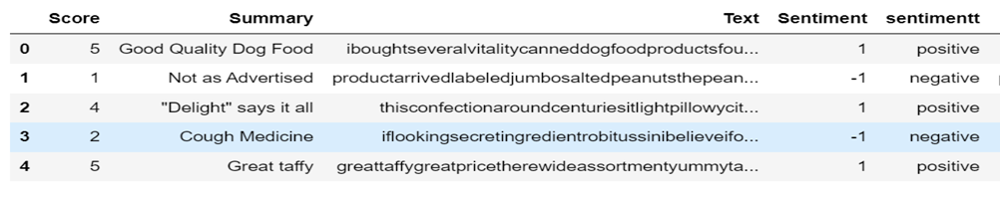 Score Summary Text Sentiment sentimentt
0 5 Good Quality Dog Food iboughtseveralvitalitycanneddogfoodproductsfou... 1 positive
1 1 Not as Advertised productarrivedlabeledjumbosaltedpeanutsthepean... -1 negative
2 4 "Delight" says it all thisconfectionaroundcenturiesitlightpillowycit... 1 positive
3 2 Cough Medicine iflookingsecretingredientrobitussinibelieveifo... -1 negative
4 5 Great taffy greattaffygreatpricetherewideassortmentyummyta... 1 positive